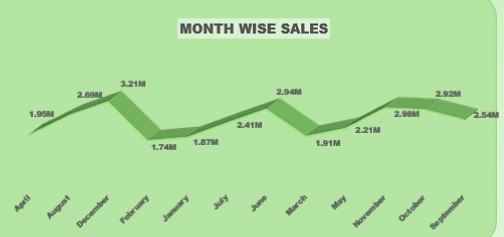 MONTH WISE SALES
3.21M
2.94M
2.92M
2.69M
1.95M
2.54M
2.98M
2.41M
2.21M
1.87M
1.91M
1.74M
April
August
December
February
January
July
June
March
May
November
October
September